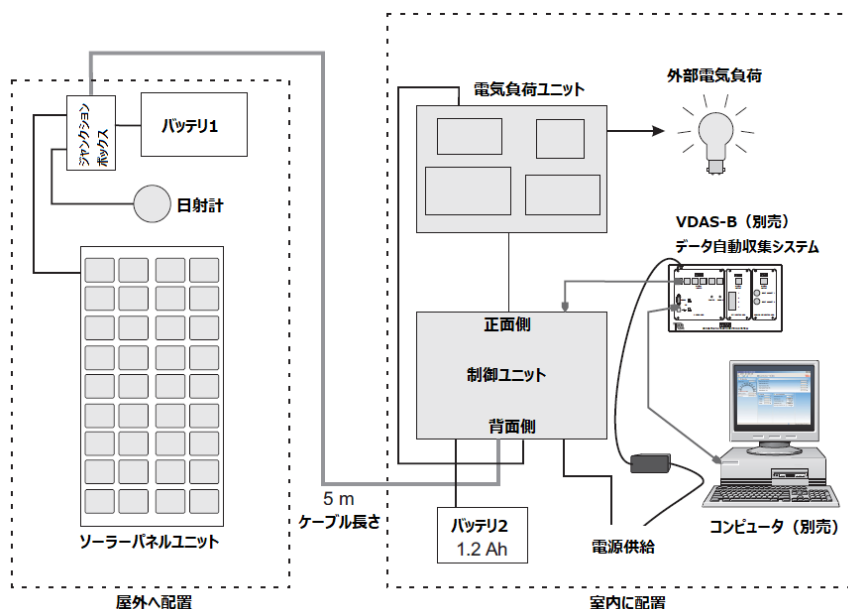 ジャンクション
ボックス
バッテリ1
日射計
ソーラーパネルユニット
屋外へ配置
5 m
ケーブル長さ
電気負荷ユニット
外部電気負荷
VDAS-B（別売）
データ自動収集システム
正面側
制御ユニット
背面側
バッテリ2
1.2 Ah
電源供給
コンピュータ（別売）
室内に配置